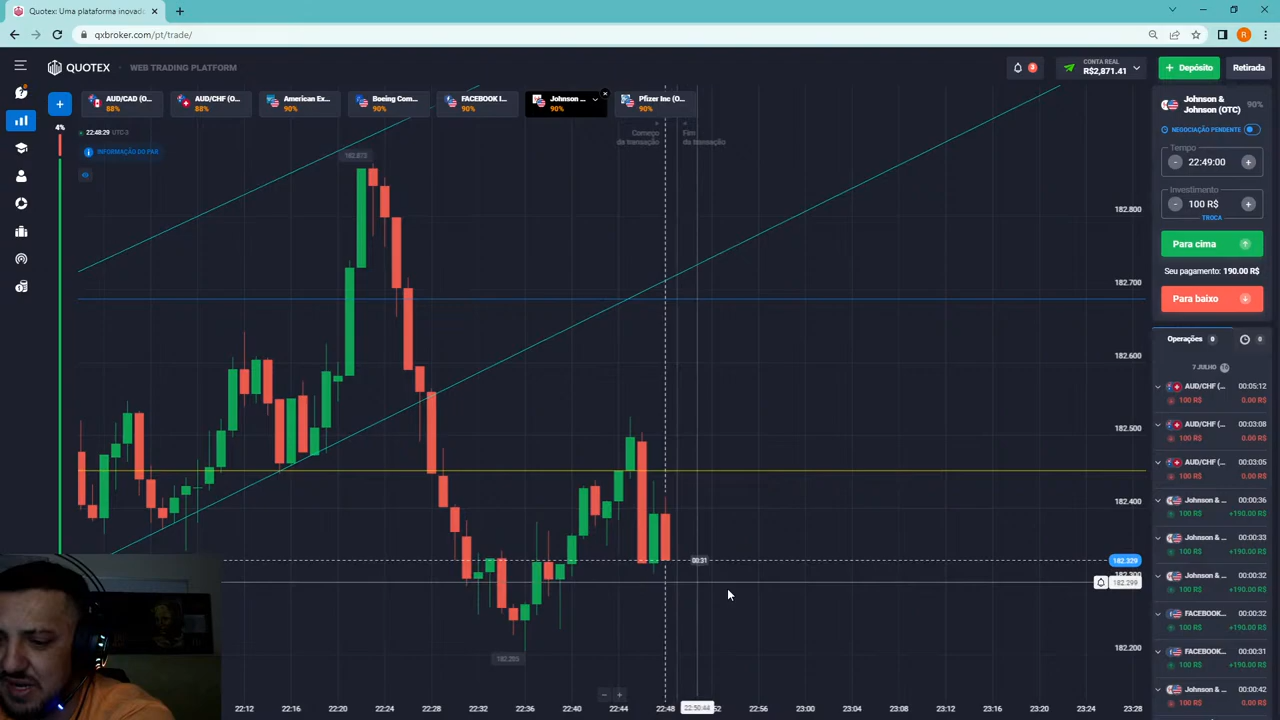 Quotex: Uma plataforma inovad
qxbroker.com/pt/trade/
QUOTEX
WEB TRADING PLATFORM
3
CONTA REAL
R$2,871.41
Depósito
Retirada
AUD/CAD (O...
88%
AUD/CHF (O...
88%
American Ex...
90%
Boeing Com...
90%
FACEBOOK I...
90%
Johnson ...
90%
Pfizer Inc (O...
90%
4%
22:48:29 UTC-3
INFORMAÇÃO DO PAR
Começo
da transação
Fim
da transação
182.872
182.800
182.700
182.600
182.500
182.400
182.329
182.299
182.200
00:31
22:12
22:16
22:20
22:24
22:28
22:32
22:36
22:40
22:44
22:48
22:50:44
22:56
23:00
23:04
23:08
23:12
23:16
23:20
23:24
23:28
Johnson &
Johnson (OTC)
90%
NEGOCIAÇÃO PENDENTE
Tempo
- 22:49:00 +
Investimento
- 100 R$ +
TROCA
Para cima
Seu pagamento: 190.00 R$
Para baixo
Operações 0
0
7 JULHO
AUD/CHF (... 00:05:12
100 R$ 0.00 R$
AUD/CHF (... 00:03:08
100 R$ 0.00 R$
AUD/CHF (... 00:03:05
100 R$ 0.00 R$
Johnson & ... 00:00:36
100 R$ +190.00 R$
Johnson & ... 00:00:33
100 R$ +190.00 R$
Johnson & ... 00:00:32
100 R$ +190.00 R$
FACEBOOK... 00:00:32
100 R$ +190.00 R$
FACEBOOK... 00:00:31
100 R$ +190.00 R$
Johnson & ... 00:00:42
100 R$ 0.00 R$